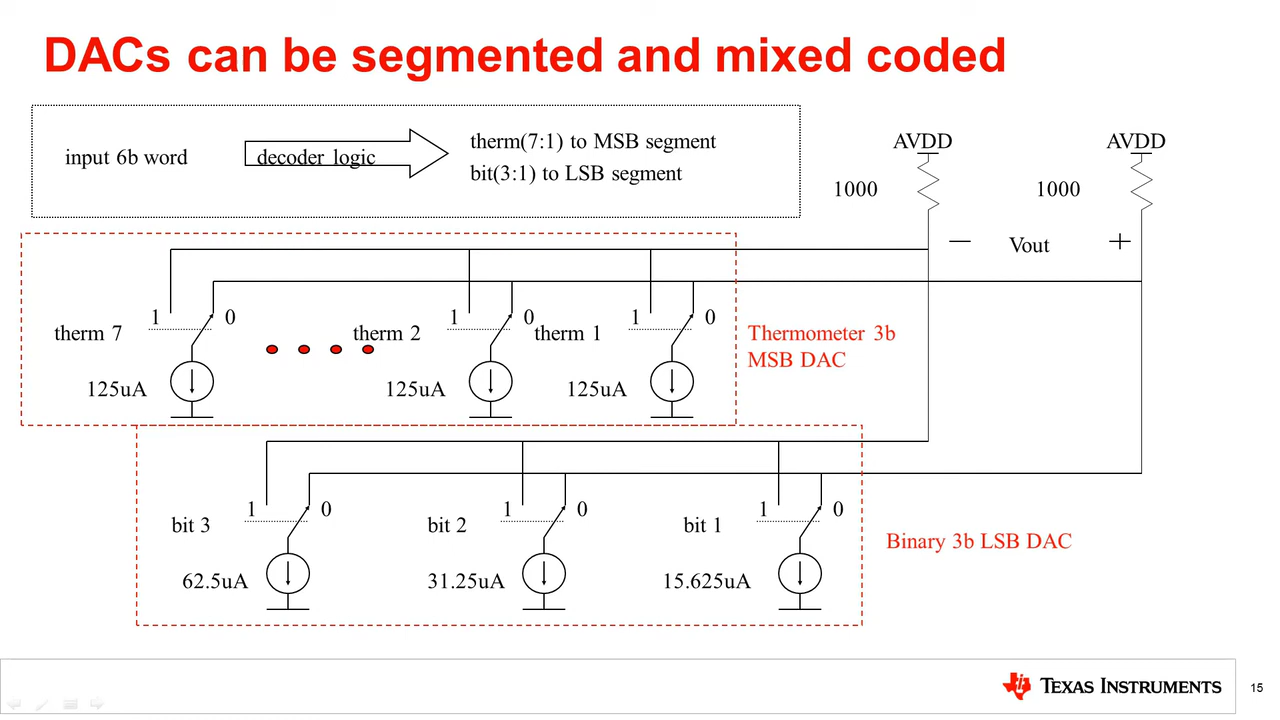 DACs can be segmented and mixed coded
input 6b word
decoder logic
therm(7:1) to MSB segment
bit(3:1) to LSB segment
AVDD
AVDD
1000
1000
— Vout +
1 0
1 0
1 0
therm 7
therm 2
therm 1
Thermometer 3b
MSB DAC
125uA
125uA
125uA
1 0
1 0
1 0
bit 3
bit 2
bit 1
Binary 3b LSB DAC
62.5uA
31.25uA
15.625uA
TEXAS INSTRUMENTS
15